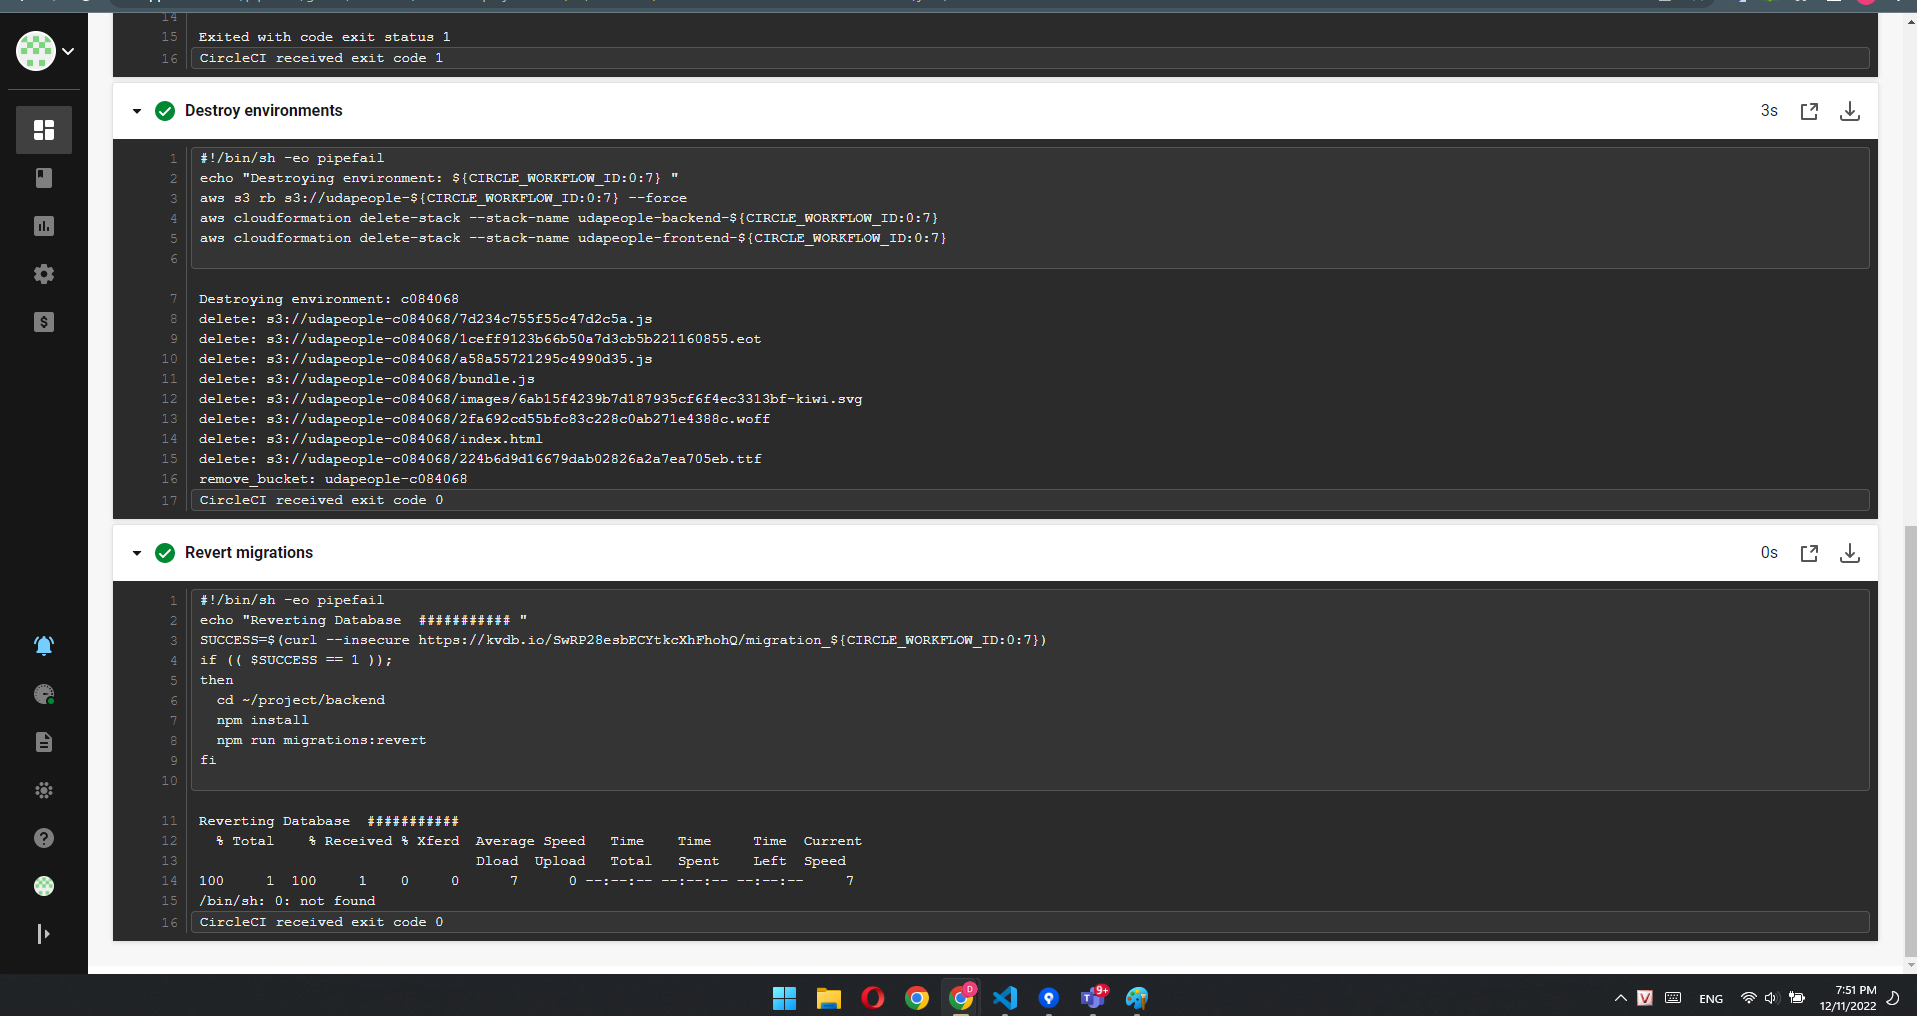 14
15 Exited with code exit status 1
16 CircleCI received exit code 1
Destroy environments 3s
1 #!/bin/sh -eo pipefail
2 echo "Destroying environment: ${CIRCLE_WORKFLOW_ID:0:7} "
3 aws s3 rb s3://udapeople-${CIRCLE_WORKFLOW_ID:0:7} --force
4 aws cloudformation delete-stack --stack-name udapeople-backend-${CIRCLE_WORKFLOW_ID:0:7}
5 aws cloudformation delete-stack --stack-name udapeople-frontend-${CIRCLE_WORKFLOW_ID:0:7}
6
7 Destroying environment: c084068
8 delete: s3://udapeople-c084068/7d234c755f55c47d2c5a.js
9 delete: s3://udapeople-c084068/1ceff9123b66b50a7d3cb5b221160855.eot
10 delete: s3://udapeople-c084068/a58a55721295c4990d35.js
11 delete: s3://udapeople-c084068/bundle.js
12 delete: s3://udapeople-c084068/images/6ab15f4239b7d187935cf6f4ec3313bf-kiwi.svg
13 delete: s3://udapeople-c084068/2fa692cd55bfc83c228c0ab271e4388c.woff
14 delete: s3://udapeople-c084068/index.html
15 delete: s3://udapeople-c084068/224b6d9d16679dab02826a2a7ea705eb.ttf
16 remove_bucket: udapeople-c084068
17 CircleCI received exit code 0
Revert migrations 0s
1 #!/bin/sh -eo pipefail
2 echo "Reverting Database  ########### "
3 SUCCESS=$(curl --insecure https://kvdb.io/SwRP28esbECYtkcXhFhohQ/migration_${CIRCLE_WORKFLOW_ID:0:7})
4 if (( $SUCCESS == 1 ));
5 then
6 cd ~/project/backend
7 npm install
8 npm run migrations:revert
9 fi
10
11 Reverting Database  ###########
12 % Total % Received % Xferd Average Speed Time Time Time Current
13 Dload Upload Total Spent Left Speed
14 100 1 100 1 0 0 7 0 --:--:-- --:--:-- --:--:-- 7
15 /bin/sh: 0: not found
16 CircleCI received exit code 0
D
9+
V
ENG
7:51 PM
12/11/2022